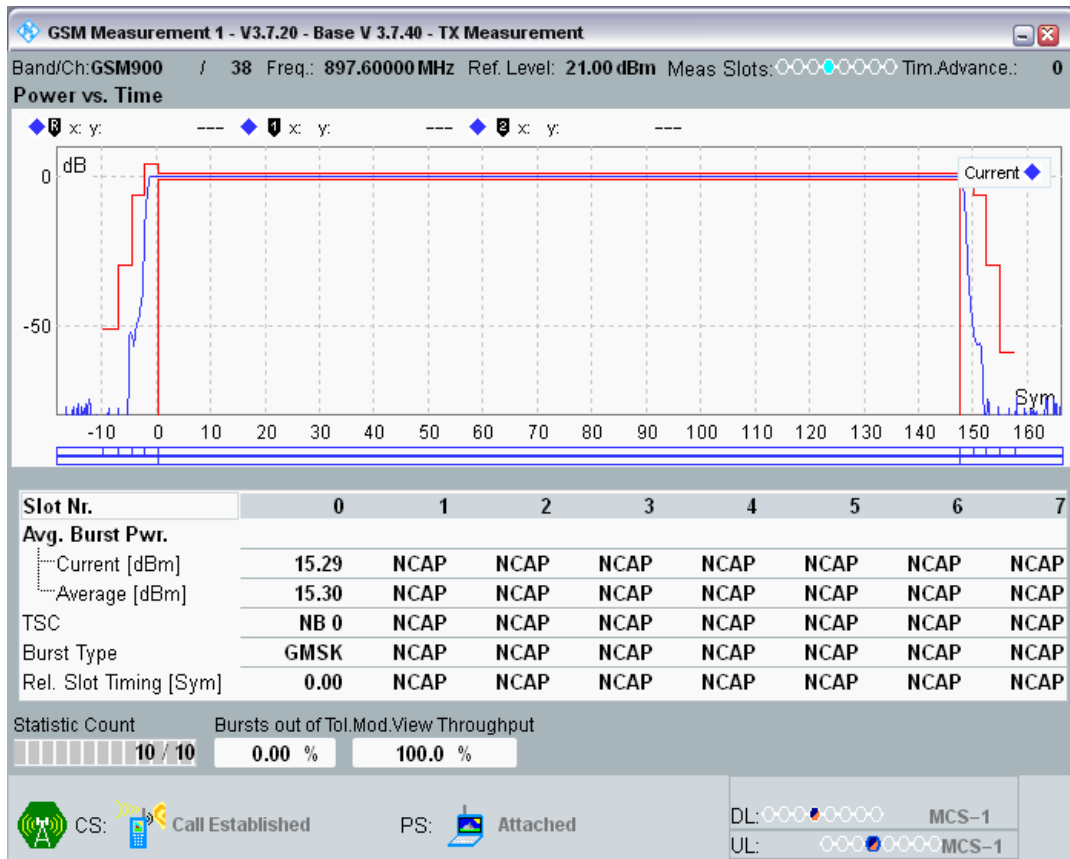 GSM Measurement 1 - V3.7.20 - Base V 3.7.40 - TX Measurement
Band/Ch: GSM900 / 38 Freq.: 897.60000 MHz Ref. Level: 21.00 dBm Meas Slots: Tim.Advance.: 0
Power vs. Time
R x: y: --- 1 x: y: --- 2 x: y: ---
dB
Current
0
-50
Sym
-10 0 10 20 30 40 50 60 70 80 90 100 110 120 130 140 150 160
Slot Nr. 0 1 2 3 4 5 6 7
Avg. Burst Pwr.
Current [dBm] 15.29 NCAP NCAP NCAP NCAP NCAP NCAP NCAP
Average [dBm] 15.30 NCAP NCAP NCAP NCAP NCAP NCAP NCAP
TSC NB 0 NCAP NCAP NCAP NCAP NCAP NCAP NCAP
Burst Type GMSK NCAP NCAP NCAP NCAP NCAP NCAP NCAP
Rel. Slot Timing [Sym] 0.00 NCAP NCAP NCAP NCAP NCAP NCAP NCAP
Statistic Count Bursts out of Tol. Mod.View Throughput
10 / 10 0.00 % 100.0 %
CS: Call Established PS: Attached
DL: MCS-1
UL: MCS-1